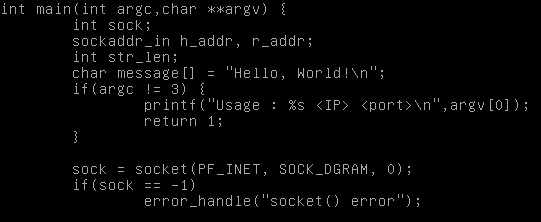 int main(int argc,char **argv) {
int sock;
sockaddr_in h_addr, r_addr;
int str_len;
char message[] = "Hello, World!\n";
if(argc != 3) {
printf("Usage : %s <IP> <port>\n",argv[0]);
return 1;
}
sock = socket(PF_INET, SOCK_DGRAM, 0);
if(sock == -1)
error_handle("socket() error");